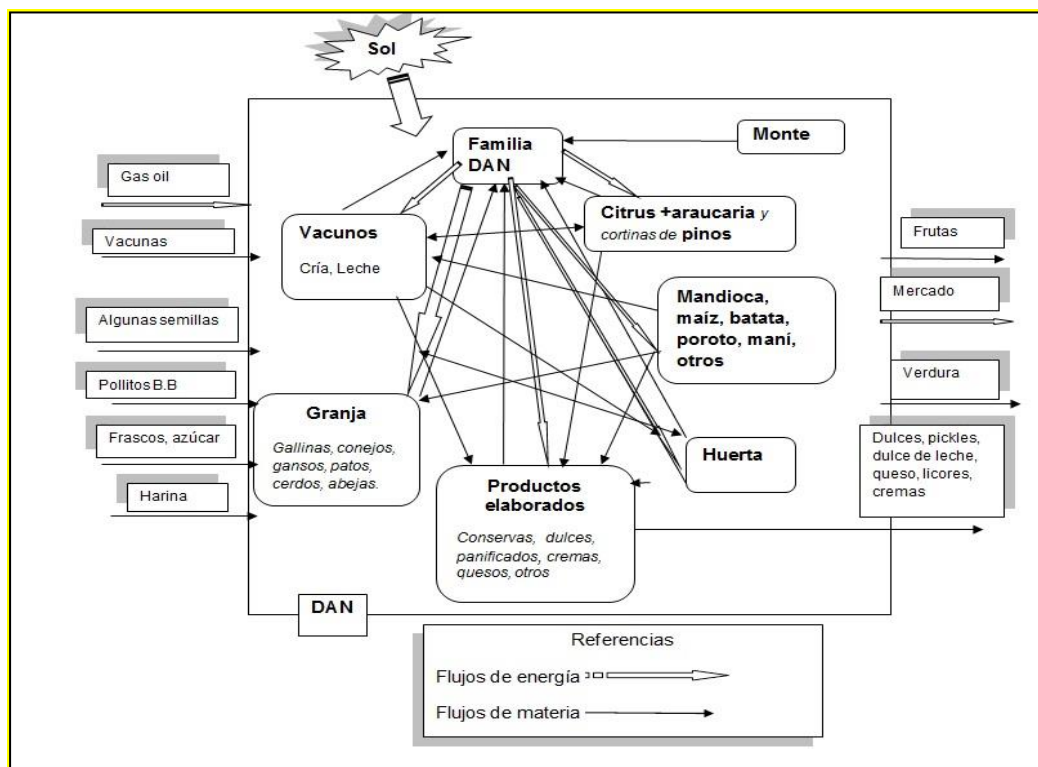 Sol
Familia
DAN
Monte
Gas oil
Vacunas
Algunas semillas
Pollitos B.B
Frascos, azúcar
Harina
Vacunos
Cría, Leche
Citrus +araucaria y
cortinas de pinos
Mandioca,
maíz, batata,
poroto, maní,
otros
Granja
Gallinas, conejos,
gansos, patos,
cerdos, abejas.
Huerta
Productos
elaborados
Conservas, dulces,
panificados, cremas,
quesos, otros
Frutas
Mercado
Verdura
Dulces, pickles,
dulce de leche,
queso, licores,
cremas
DAN
Referencias
Flujos de energía
Flujos de materia